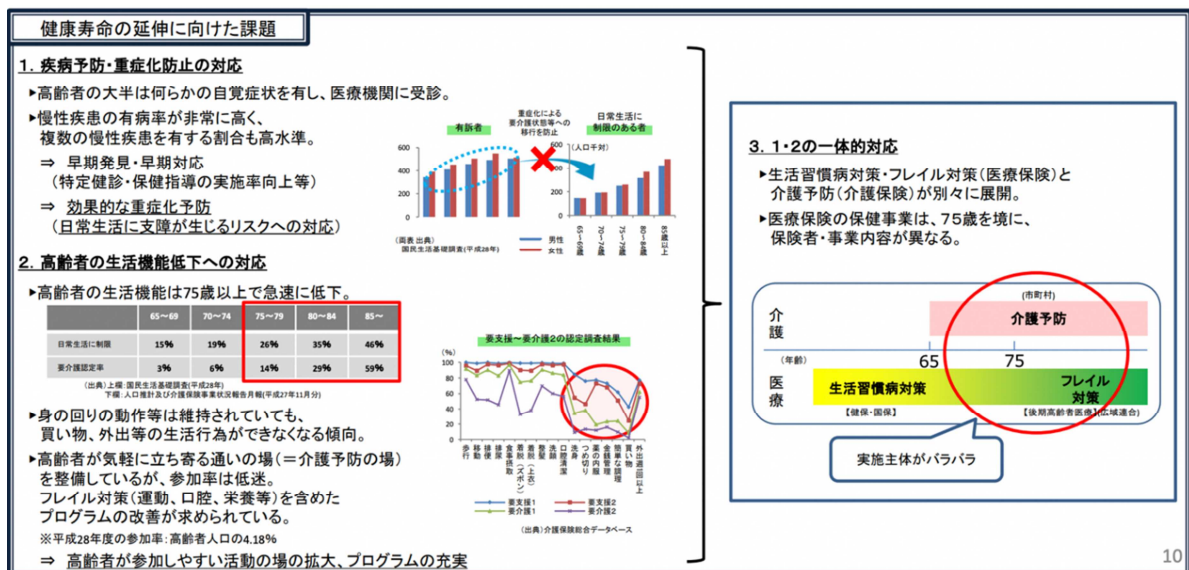 健康寿命の延伸に向けた課題
1．疾病予防・重症化防止の対応
▶高齢者の大半は何らかの自覚症状を有し、医療機関に受診。
▶慢性疾患の有病率が非常に高く、
複数の慢性疾患を有する割合も高水準。
⇒ 早期発見・早期対応
（特定健診・保健指導の実施率向上等）
⇒ 効果的な重症化予防
（日常生活に支障が生じるリスクへの対応）
有訴者
重症化による
要介護状態等への
移行を防止
日常生活に
制限のある者
600
400
200
0
（人口千対）
600
400
200
0
65～69歳
70～74歳
75～79歳
80～84歳
85歳以上
（両表 出典）
国民生活基礎調査(平成28年)
男性
女性
2．高齢者の生活機能低下への対応
▶高齢者の生活機能は75歳以上で急速に低下。
65～69 70～74 75～79 80～84 85～
日常生活に制限 15% 19% 26% 35% 46%
要介護認定率 3% 6% 14% 29% 59%
（出典）上欄：国民生活基礎調査(平成28年)
下欄：人口推計及び介護保険事業状況報告月報(平成27年11月分)
▶身の回りの動作等は維持されていても、
買い物、外出等の生活行為ができなくなる傾向。
▶高齢者が気軽に立ち寄る通いの場（＝介護予防の場）
を整備しているが、参加率は低迷。
フレイル対策（運動、口腔、栄養等）を含めた
プログラムの改善が求められている。
※平成28年度の参加率：高齢者人口の4.18%
⇒ 高齢者が参加しやすい活動の場の拡大、プログラムの充実
要支援～要介護2の認定調査結果
(%)
100
80
60
40
20
0
歩行
移動
排便
排尿
食事摂取
着脱（ズボン）
着脱（上衣）
整髪
洗顔
口腔清潔
洗身
つめ切り
薬の内服
金銭管理
簡単な調理
買い物
外出週1回以上
要支援1
要支援2
要介護1
要介護2
（出典）介護保険総合データベース
3．1・2の一体的対応
▶生活習慣病対策・フレイル対策（医療保険）と
介護予防（介護保険）が別々に展開。
▶医療保険の保健事業は、75歳を境に、
保険者・事業内容が異なる。
介護
(市町村)
介護予防
（年齢）
65
75
医療
生活習慣病対策
フレイル
対策
【健保・国保】
【後期高齢者医療】(広域連合)
実施主体がバラバラ
10